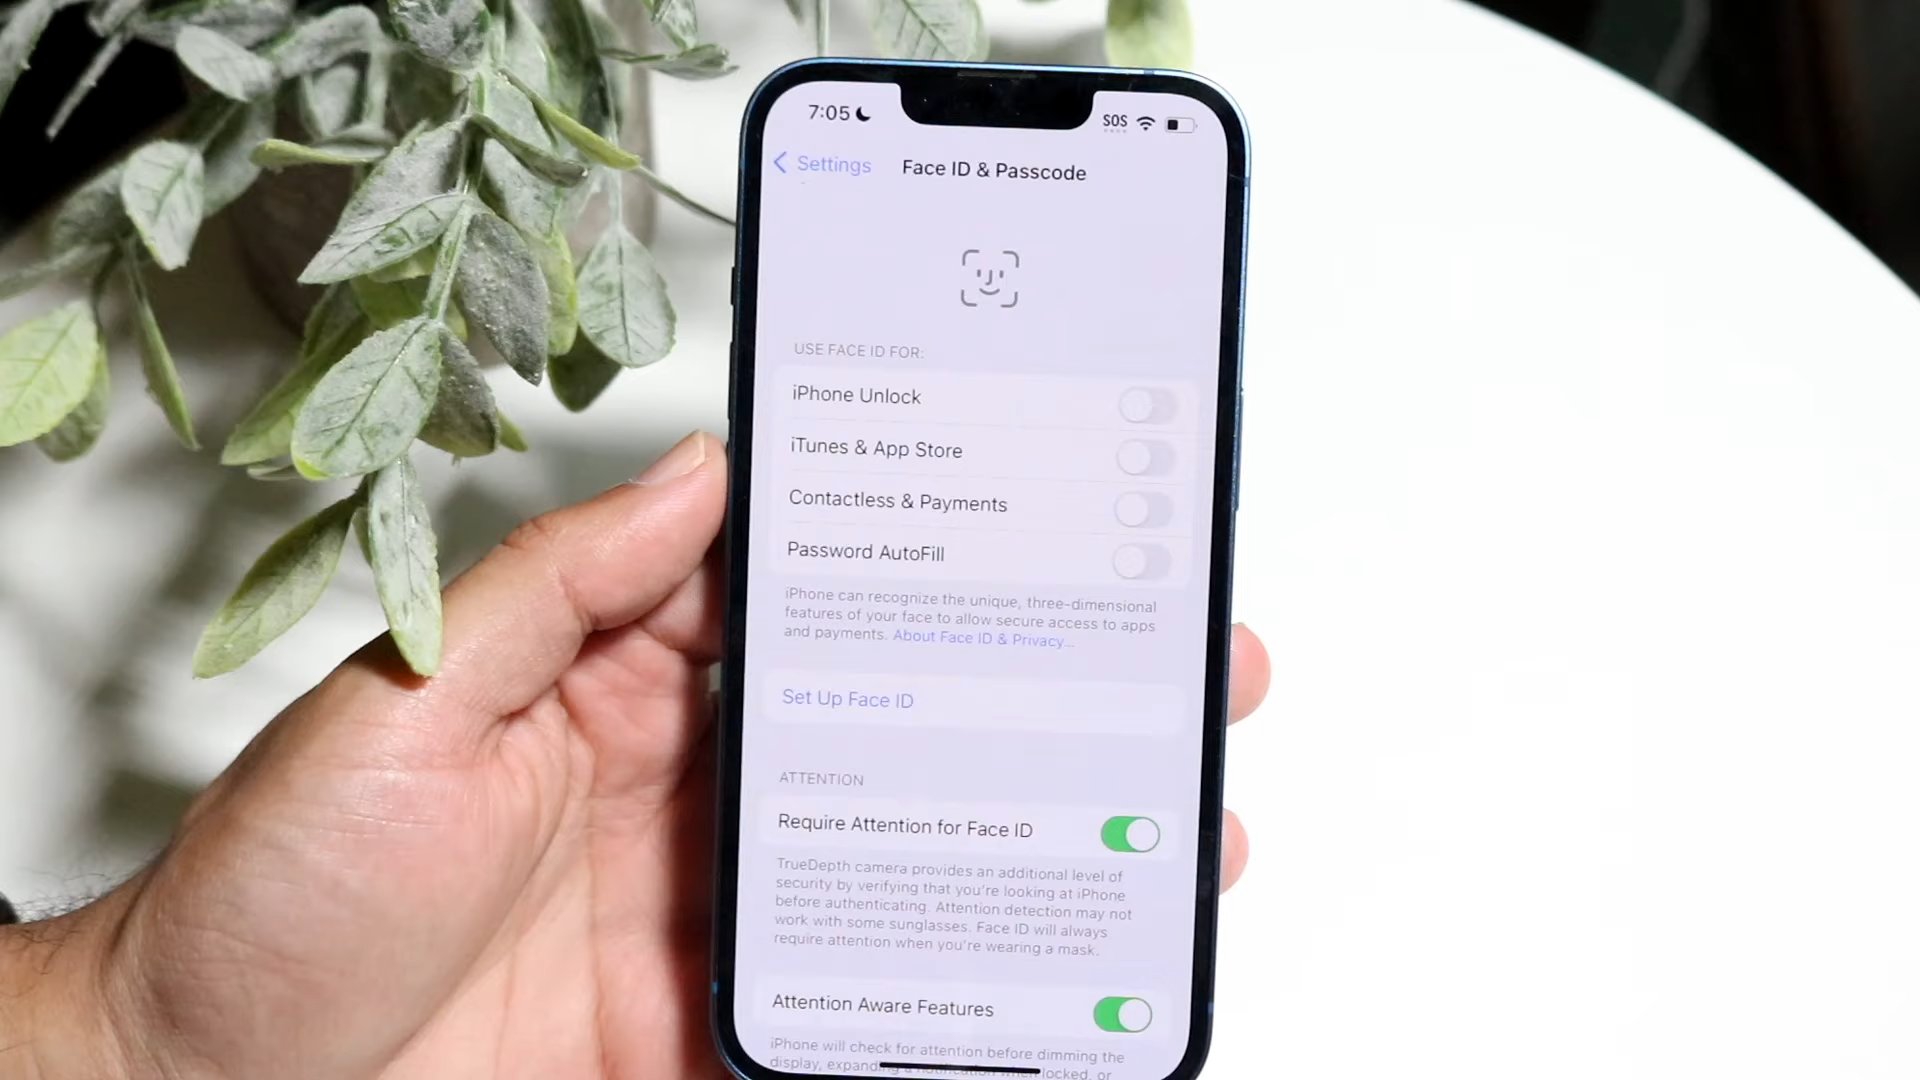 7:05
SOS
Settings
Face ID & Passcode
USE FACE ID FOR:
iPhone Unlock
iTunes & App Store
Contactless & Payments
Password AutoFill
iPhone can recognize the unique, three-dimensional
features of your face to allow secure access to apps
and payments. About Face ID & Privacy...
Set Up Face ID
ATTENTION
Require Attention for Face ID
TrueDepth camera provides an additional level of
security by verifying that you're looking at iPhone
before authenticating. Attention detection may not
work with some sunglasses. Face ID will always
require attention when you're wearing a mask.
Attention Aware Features
iPhone will check for attention before dimming the
display, expanding a notification when locked, or